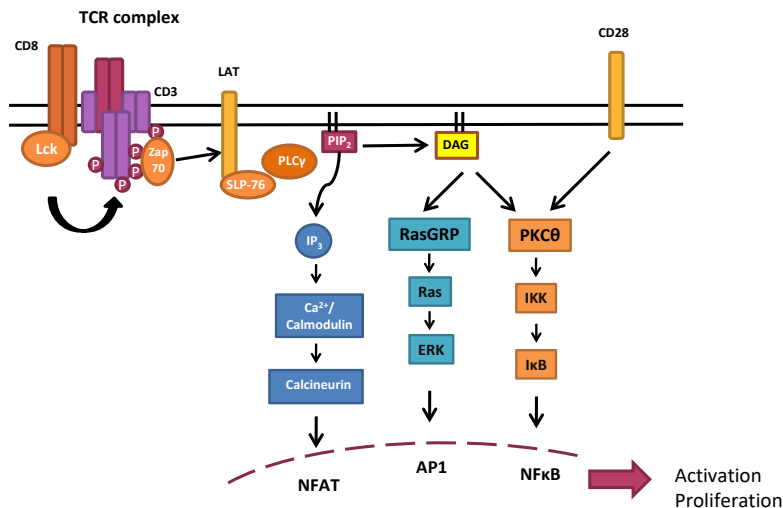 TCR complex
CD8
CD28
LAT
CD3
P
Lck
Zap
70
P
P
P
P
PIP2
DAG
PLCγ
SLP-76
IP3
RasGRP
PKCθ
Ca2+/
Calmodulin
Ras
IKK
ERK
IκB
Calcineurin
NFAT
AP1
NFκB
Activation
Proliferation